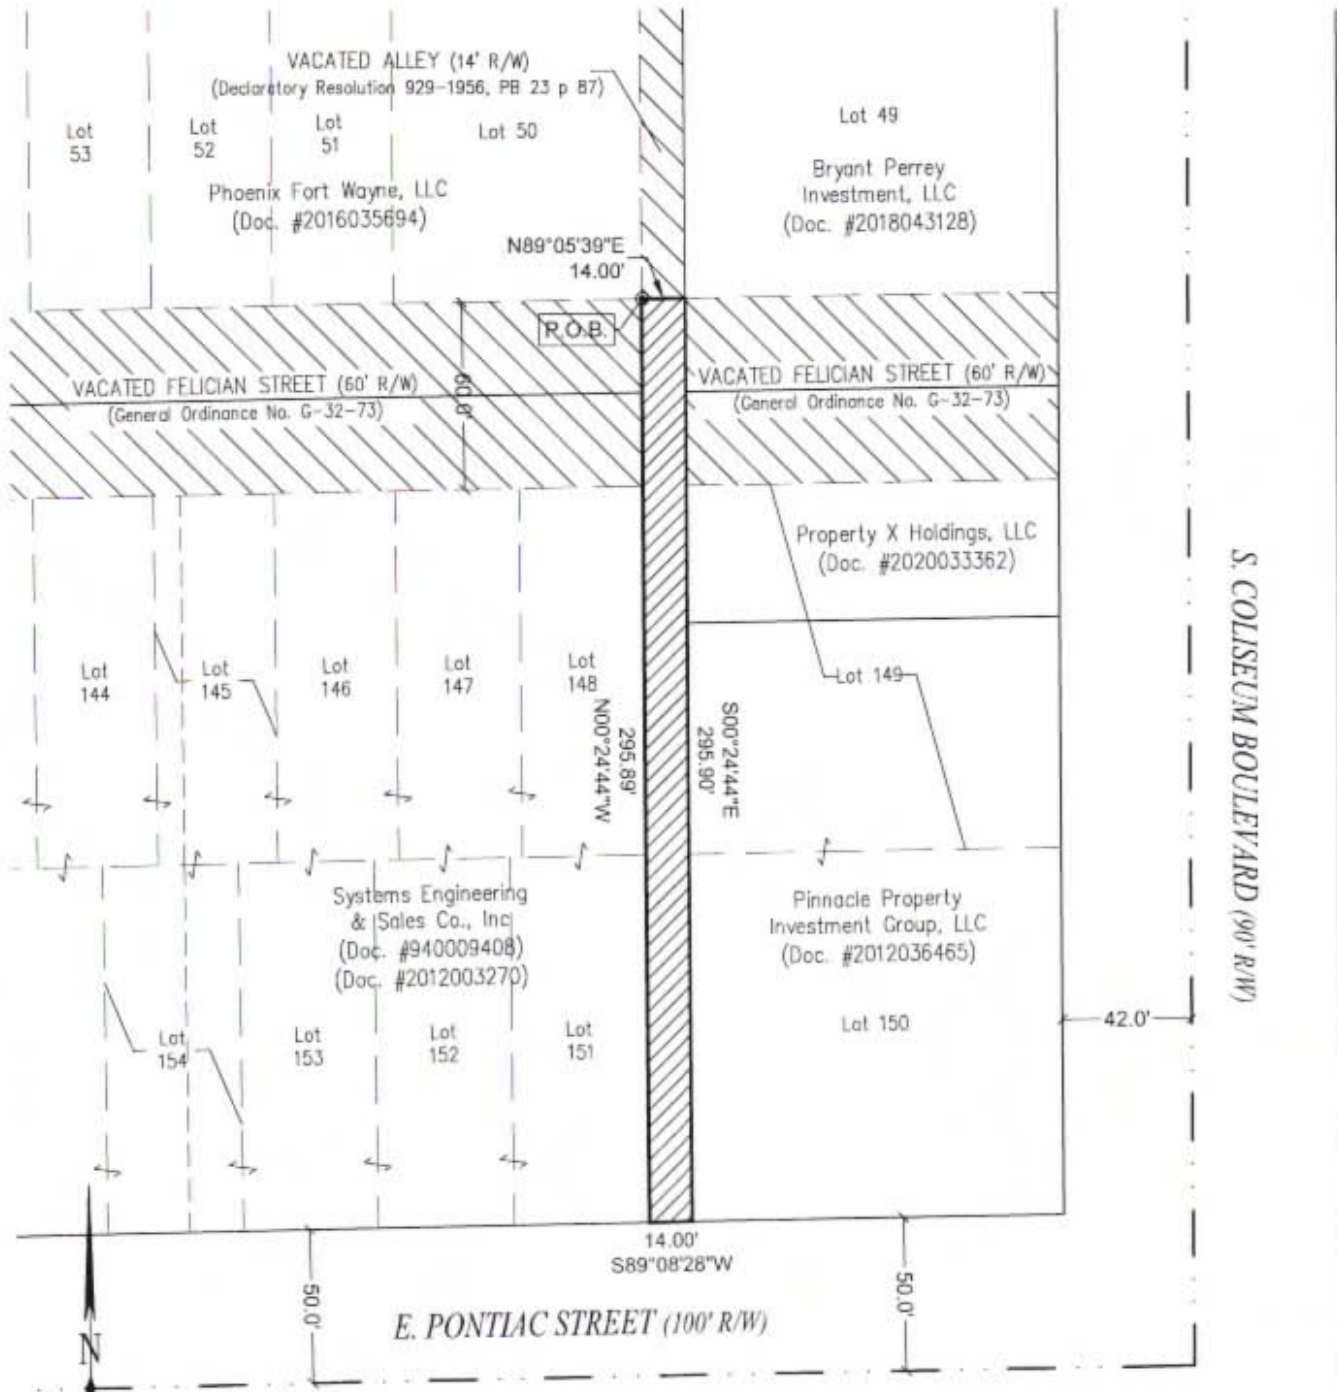 VACATED ALLEY (14' R/W)
(Declaratory Resolution 929-1956, PB 23 p 87)
Lot
53
Lot
52
Lot
51
Lot 50
Lot 49
Phoenix Fort Wayne, LLC
(Doc. #2016035694)
Bryant Perrey
Investment, LLC
(Doc. #2018043128)
N89°05'39"E
14.00'
P.O.B.
VACATED FELICIAN STREET (60' R/W)
(General Ordinance No. G-32-73)
60.0'
VACATED FELICIAN STREET (60' R/W)
(General Ordinance No. G-32-73)
Property X Holdings, LLC
(Doc. #2020033362)
Lot
144
Lot
145
Lot
146
Lot
147
Lot
148
Lot 149
N00°24'44"W
295.89'
S00°24'44"E
295.90'
S. COLISEUM BOULEVARD (90' R/W)
Systems Engineering
& Sales Co., Inc
(Doc. #940009408)
(Doc. #2012003270)
Pinnacle Property
Investment Group, LLC
(Doc. #2012036465)
Lot
154
Lot
153
Lot
152
Lot
151
Lot 150
42.0'
14.00'
S89°08'28"W
50.0'
50.0'
E. PONTIAC STREET (100' R/W)
N